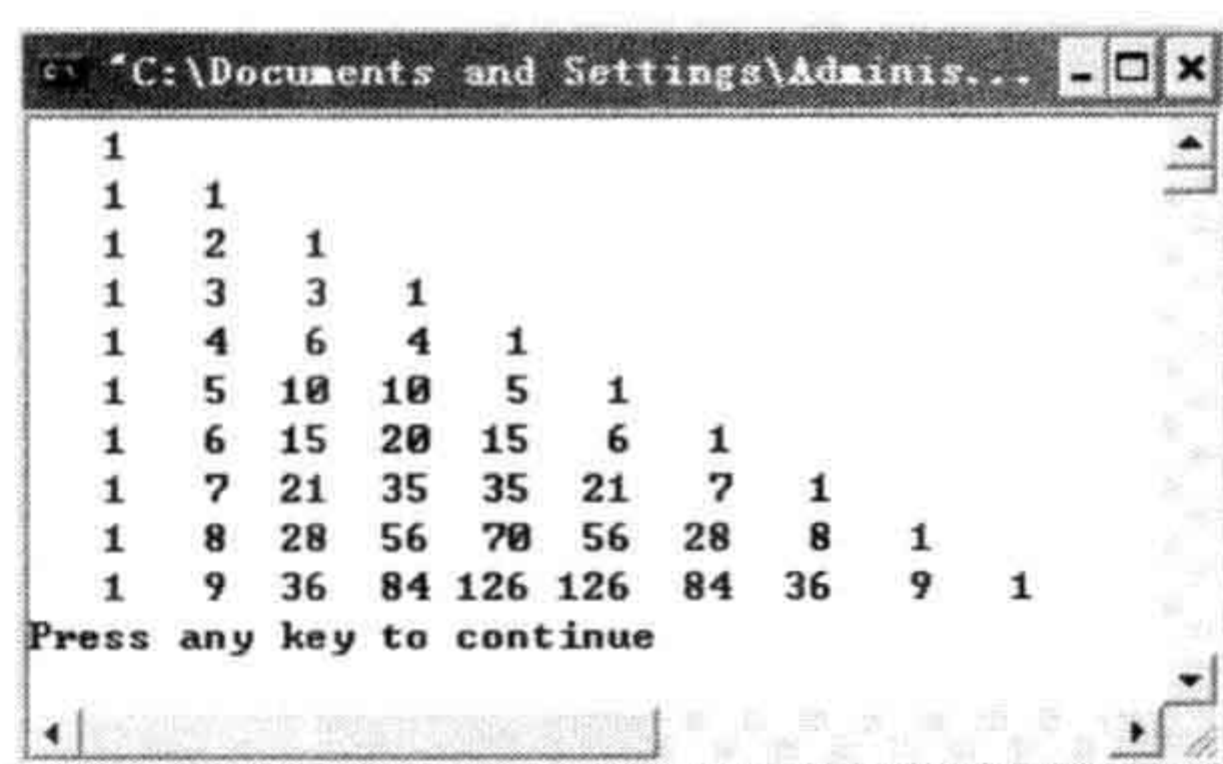 "C:\Documents and Settings\Adminis...
1
1 1
1 2 1
1 3 3 1
1 4 6 4 1
1 5 10 10 5 1
1 6 15 20 15 6 1
1 7 21 35 35 21 7 1
1 8 28 56 70 56 28 8 1
1 9 36 84 126 126 84 36 9 1
Press any key to continue